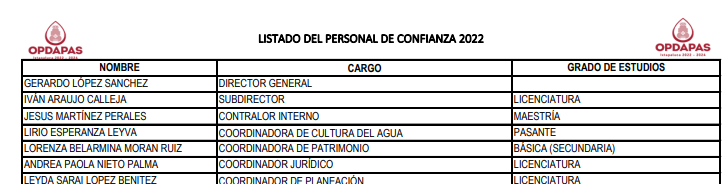 OPDAPAS
LISTADO DEL PERSONAL DE CONFIANZA 2022
OPDAPAS
NOMBRE CARGO GRADO DE ESTUDIOS
GERARDO LÓPEZ SANCHEZ DIRECTOR GENERAL
IVÁN ARAUJO CALLEJA SUBDIRECTOR LICENCIATURA
JESUS MARTÍNEZ PERALES CONTRALOR INTERNO MAESTRÍA
LIRIO ESPERANZA LEYVA COORDINADORA DE CULTURA DEL AGUA PASANTE
LORENZA BELARMINA MORAN RUIZ COORDINADORA DE PATRIMONIO BÁSICA (SECUNDARIA)
ANDREA PAOLA NIETO PALMA COORDINADOR JURÍDICO LICENCIATURA
LEYDA SARAI LOPEZ BENITEZ COORDINADOR DE PLANEACIÓN LICENCIATURA